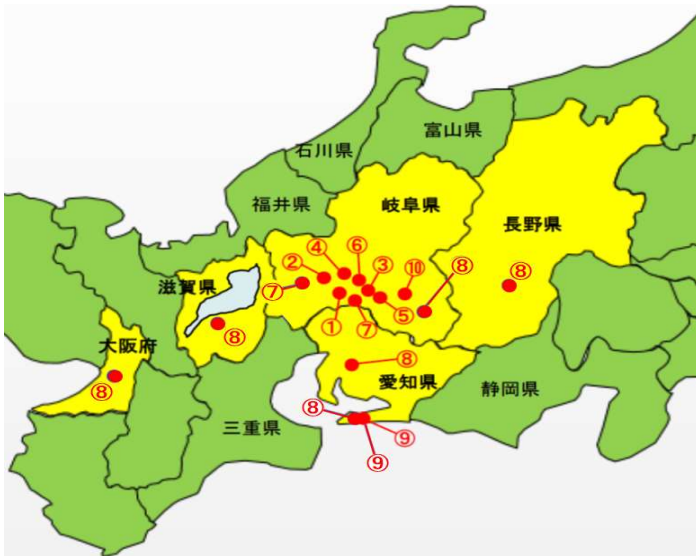 富山県
石川県
福井県
岐阜県
長野県
④
⑥
②
③
⑩
⑧
⑧
滋賀県
⑦
⑧
①
⑦
⑤
大阪府
⑧
⑧
愛知県
静岡県
三重県
⑧
⑨
⑨